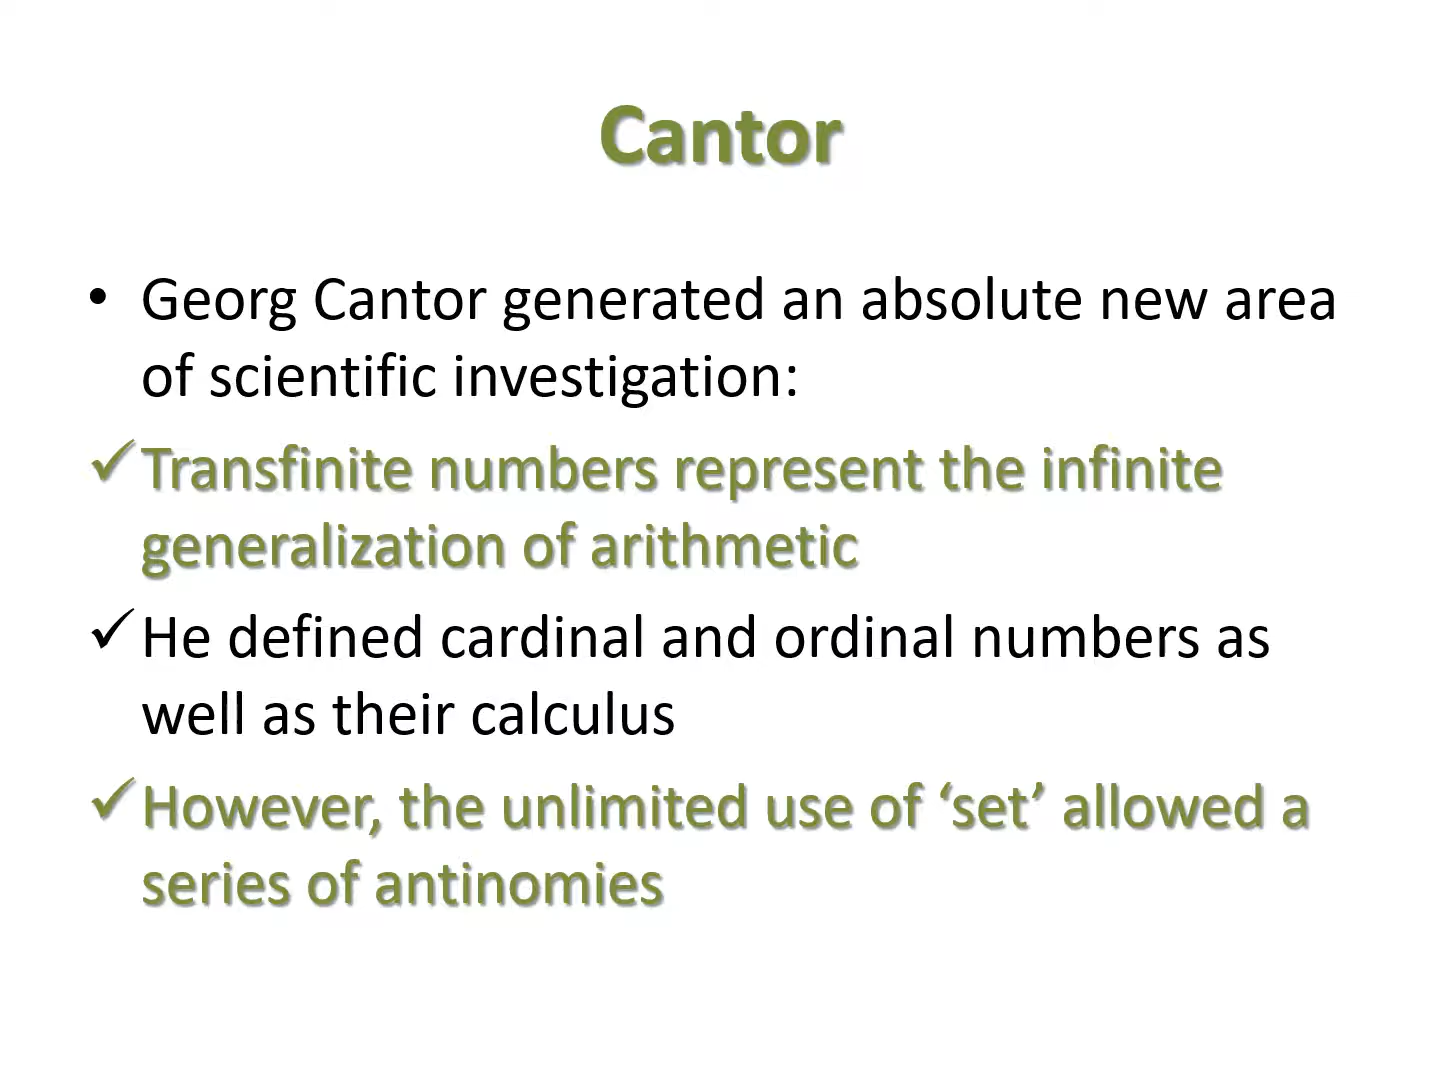 Cantor
• Georg Cantor generated an absolute new area
of scientific investigation:
✓Transfinite numbers represent the infinite
generalization of arithmetic
✓He defined cardinal and ordinal numbers as
well as their calculus
✓However, the unlimited use of ‘set’ allowed a
series of antinomies